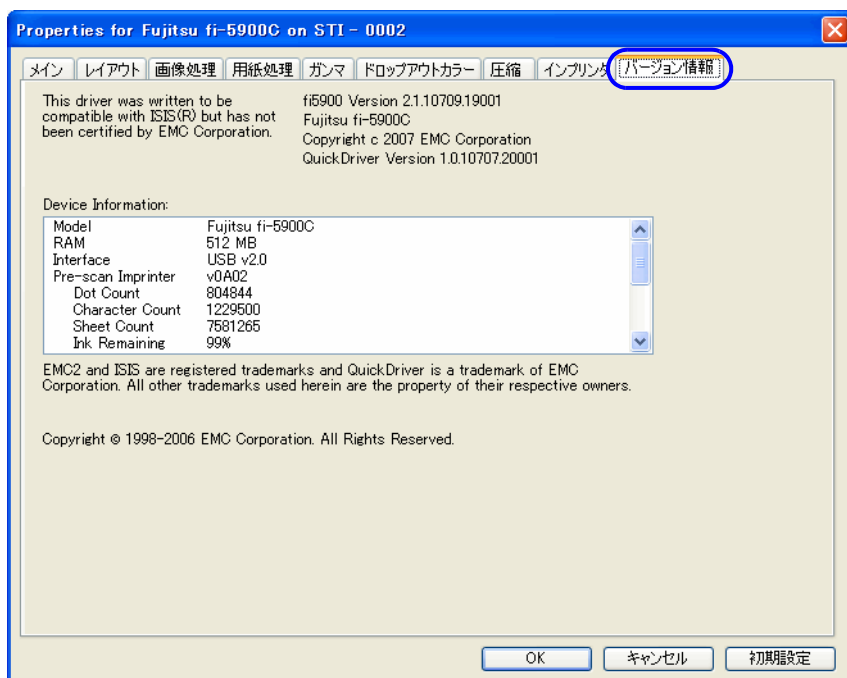 Properties for Fujitsu fi-5900C on STI - 0002
メイン レイアウト 画像処理 用紙処理 ガンマ ドロップアウトカラー 圧縮 インプリンタ バージョン情報
This driver was written to be
compatible with ISIS(R) but has not
been certified by EMC Corporation.
fi5900 Version 2.1.10709.19001
Fujitsu fi-5900C
Copyright c 2007 EMC Corporation
QuickDriver Version 1.0.10707.20001
Device Information:
Model Fujitsu fi-5900C
RAM 512 MB
Interface USB v2.0
Pre-scan Imprinter v0A02
Dot Count 804844
Character Count 1229500
Sheet Count 7581265
Ink Remaining 99%
EMC2 and ISIS are registered trademarks and QuickDriver is a trademark of EMC
Corporation. All other trademarks used herein are the property of their respective owners.
Copyright © 1998-2006 EMC Corporation. All Rights Reserved.
OK キャンセル 初期設定